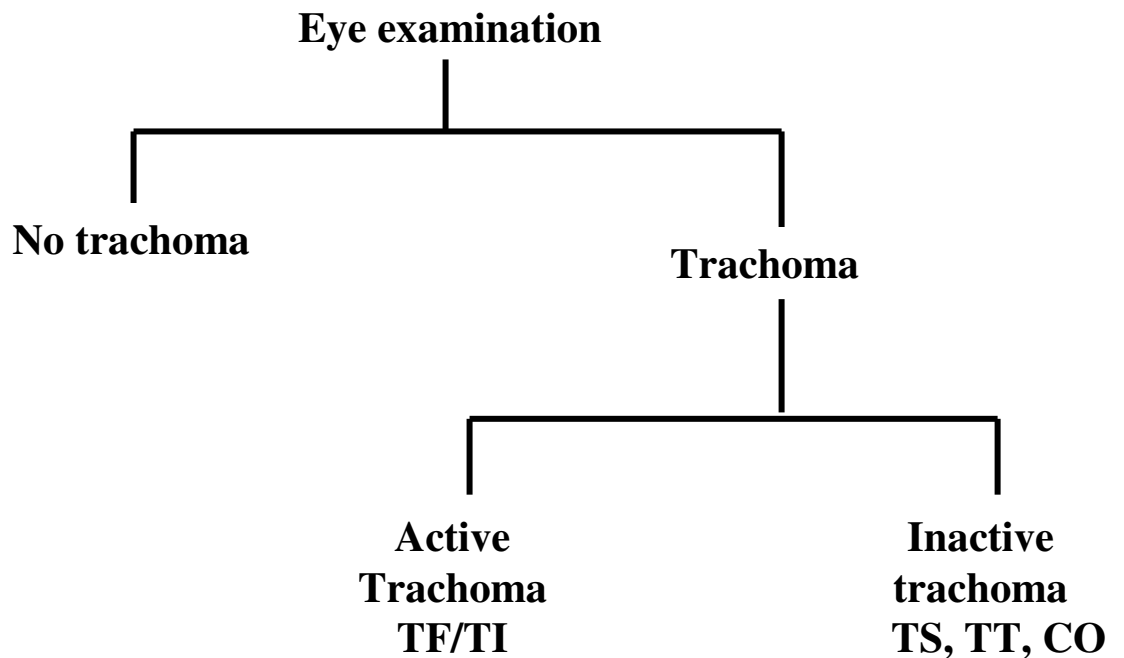 Eye examination
No trachoma
Trachoma
Active
Trachoma
TF/TI
Inactive
trachoma
TS, TT, CO